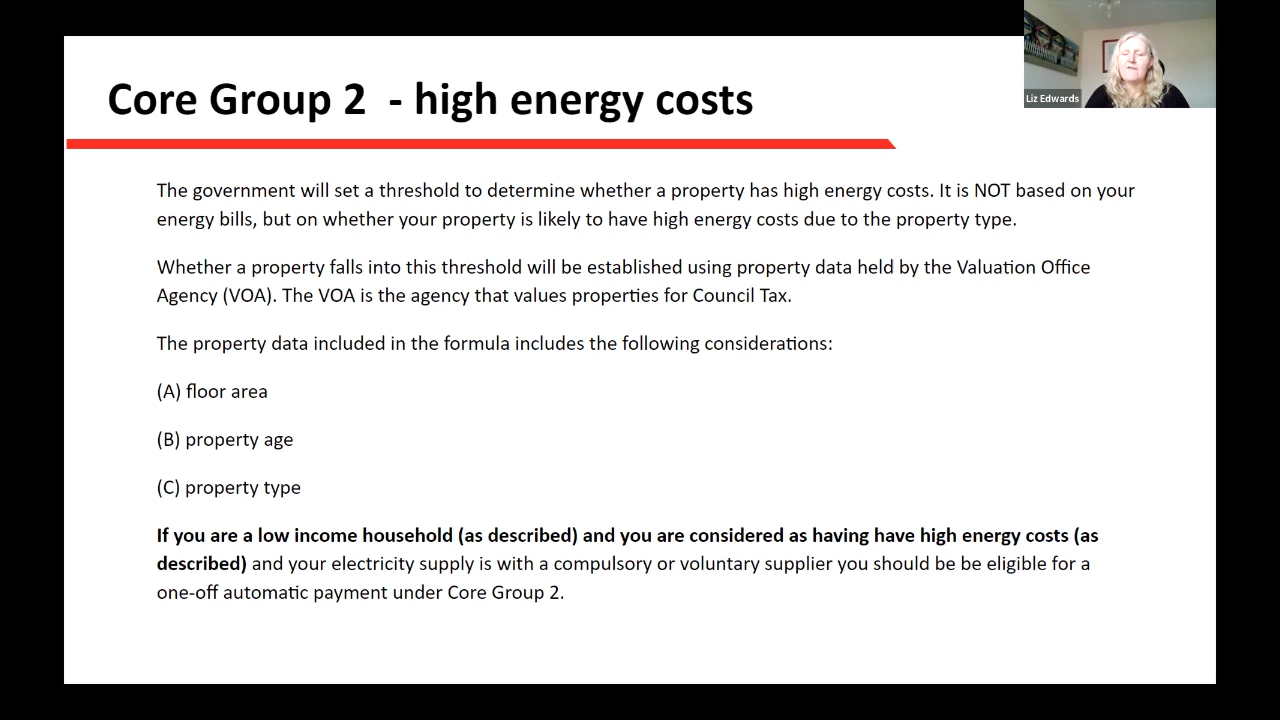 Core Group 2 - high energy costs
Liz Edwards
The government will set a threshold to determine whether a property has high energy costs. It is NOT based on your
energy bills, but on whether your property is likely to have high energy costs due to the property type.
Whether a property falls into this threshold will be established using property data held by the Valuation Office
Agency (VOA). The VOA is the agency that values properties for Council Tax.
The property data included in the formula includes the following considerations:
(A) floor area
(B) property age
(C) property type
If you are a low income household (as described) and you are considered as having have high energy costs (as
described) and your electricity supply is with a compulsory or voluntary supplier you should be be eligible for a
one-off automatic payment under Core Group 2.